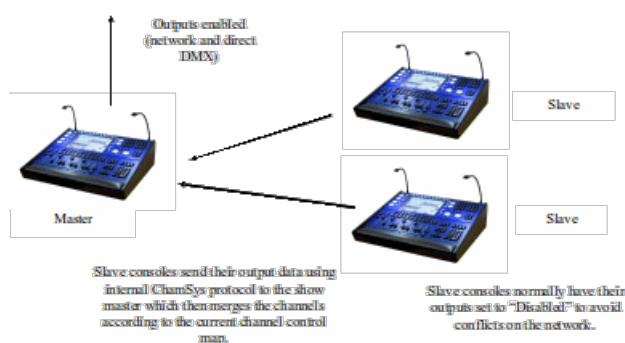 Outputs enabled
(network and direct
DMX)
Slave
Master
Slave
Slave consoles send their output data using
internal ChamSys protocol to the show
master which then merges the channels
according to the current channel control
map.
Slave consoles normally have their
outputs set to “Disabled” to avoid
conflicts on the network.